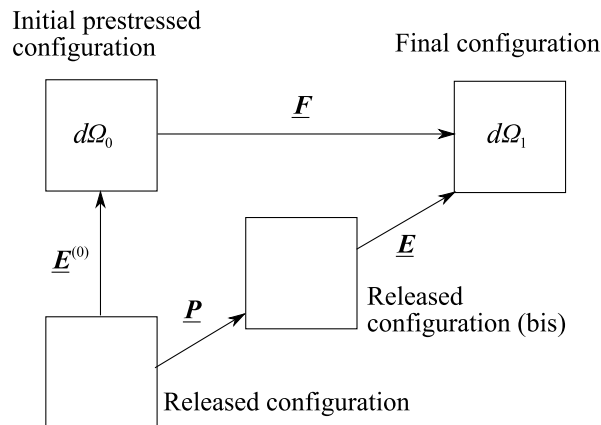 Initial prestressed
configuration
Final configuration
F
dΩ₀
dΩ₁
E⁽⁰⁾
E
P
Released
configuration (bis)
Released configuration